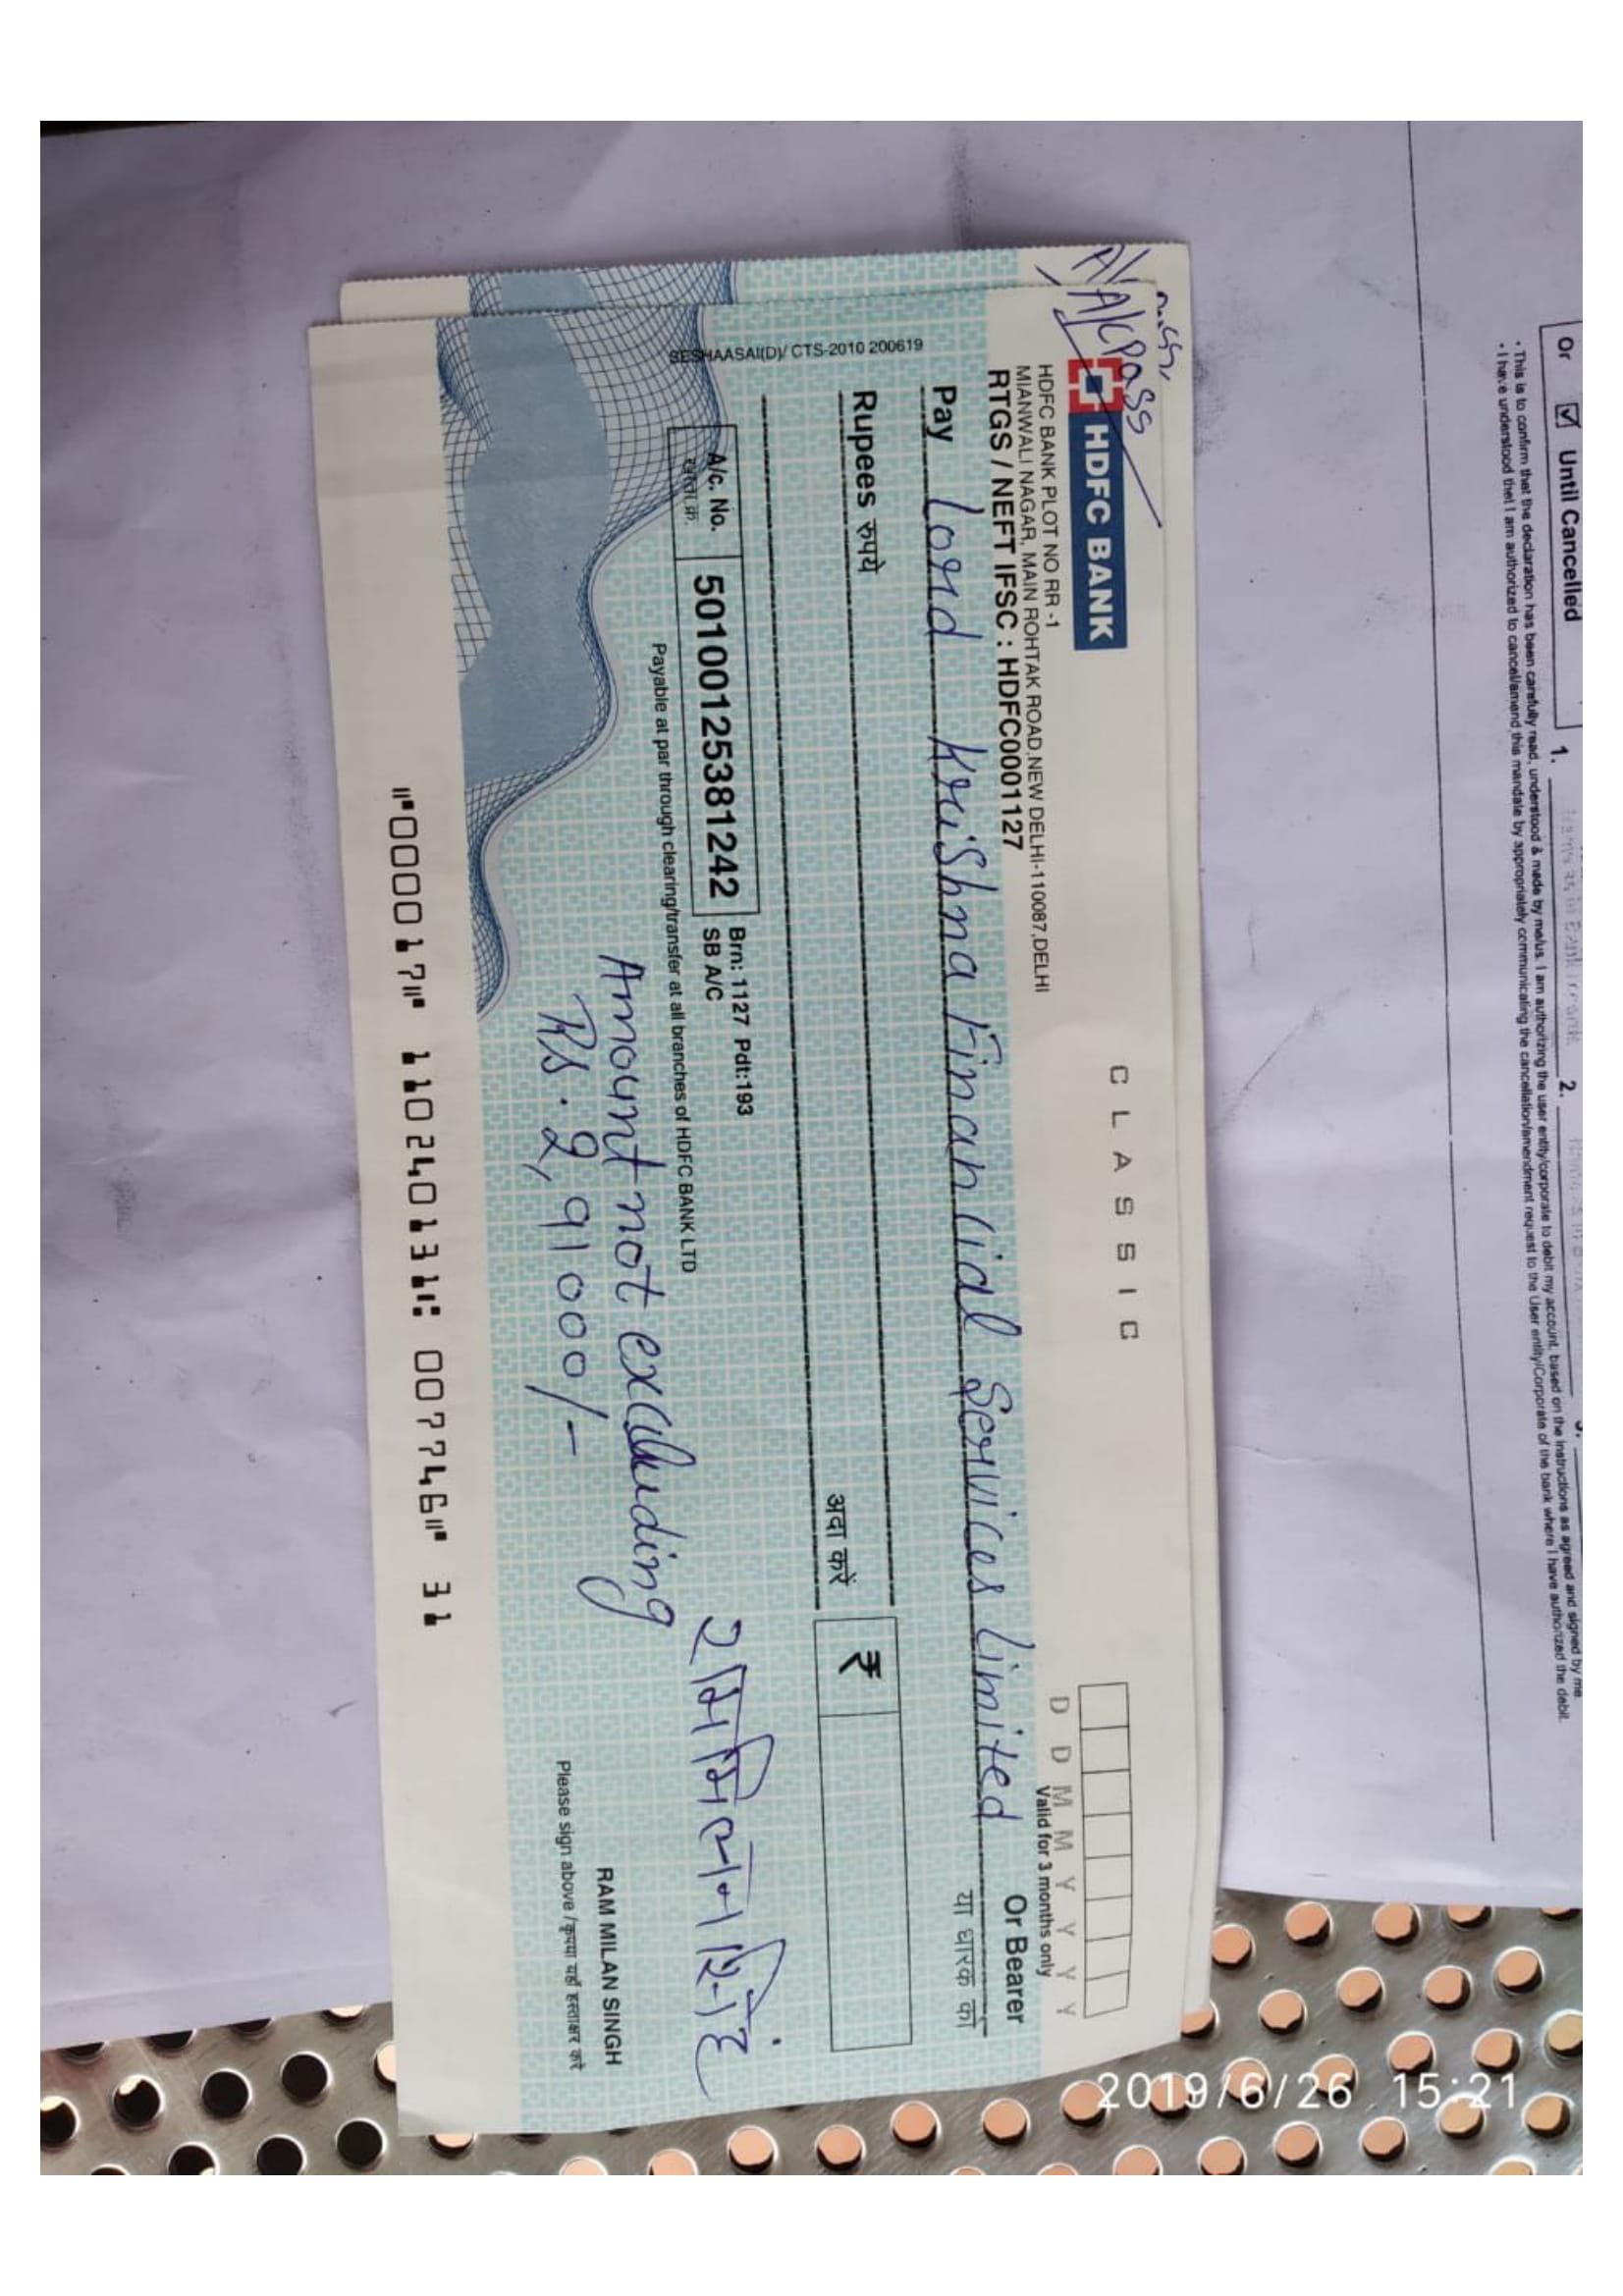 Or ☑ Until Cancelled
1. 2.
• This is to confirm that the declaration has been carefully read, understood & made by me/us. I am authorizing the user entity/corporate to debit my account, based on the instructions as agreed and signed by me.
• I have understood that I am authorized to cancel/amend this mandate by appropriately communicating the cancellation/amendment request to the User entity/Corporate of the bank where I have authorized the debit.
A/c Pass
HDFC BANK
CLASSIC
HDFC BANK PLOT NO RR -1
MIANWALI NAGAR, MAIN ROHTAK ROAD,NEW DELHI-110087,DELHI
RTGS / NEFT IFSC : HDFC0001127
D D M M Y Y Y Y
Valid for 3 months only
Pay Lord Krishna Financial Services Limited Or Bearer
या धारक को
Rupees रुपये
अदा करें ₹
SESHAASAI(D)/ CTS-2010 200619
A/c. No. 50100125381242 Brn: 1127 Pdt:193
खाता क्र. SB A/C
Payable at par through clearing/transfer at all branches of HDFC BANK LTD
Amount not excluding
Rs. 2,91000/-
RAM MILAN SINGH
Please sign above / कृपया यहाँ हस्ताक्षर करें
⑈000017⑈ 110240131⑆ 007746⑈ 31
2019/6/26 15:21